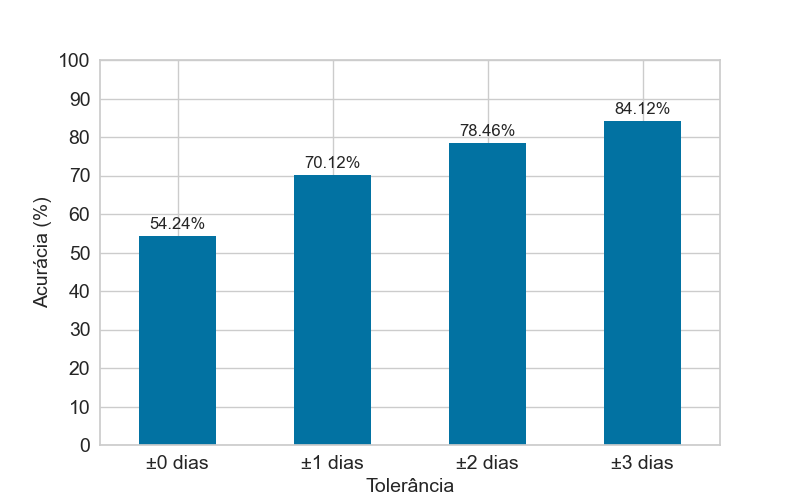 100
90
80
70
60
50
40
30
20
10
0
Acurácia (%)
54.24%
70.12%
78.46%
84.12%
±0 dias
±1 dias
±2 dias
±3 dias
Tolerância